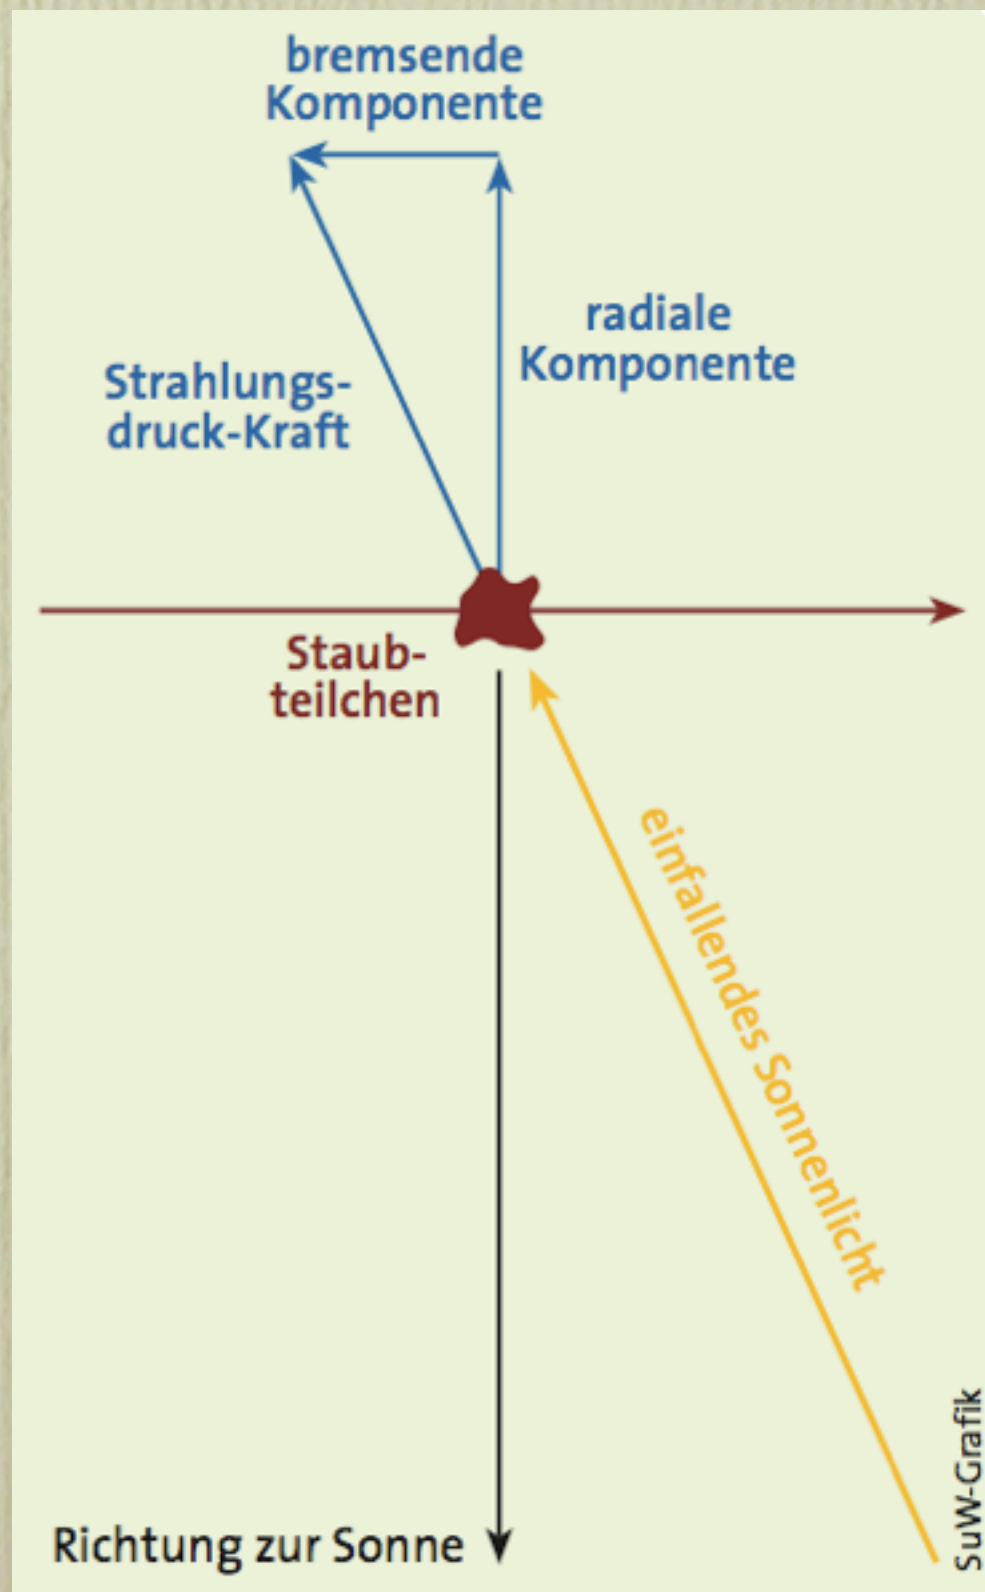 bremsende
Komponente
radiale
Komponente
Strahlungs-
druck-Kraft
Staub-
teilchen
einfallendes Sonnenlicht
Richtung zur Sonne
SuW-Grafik